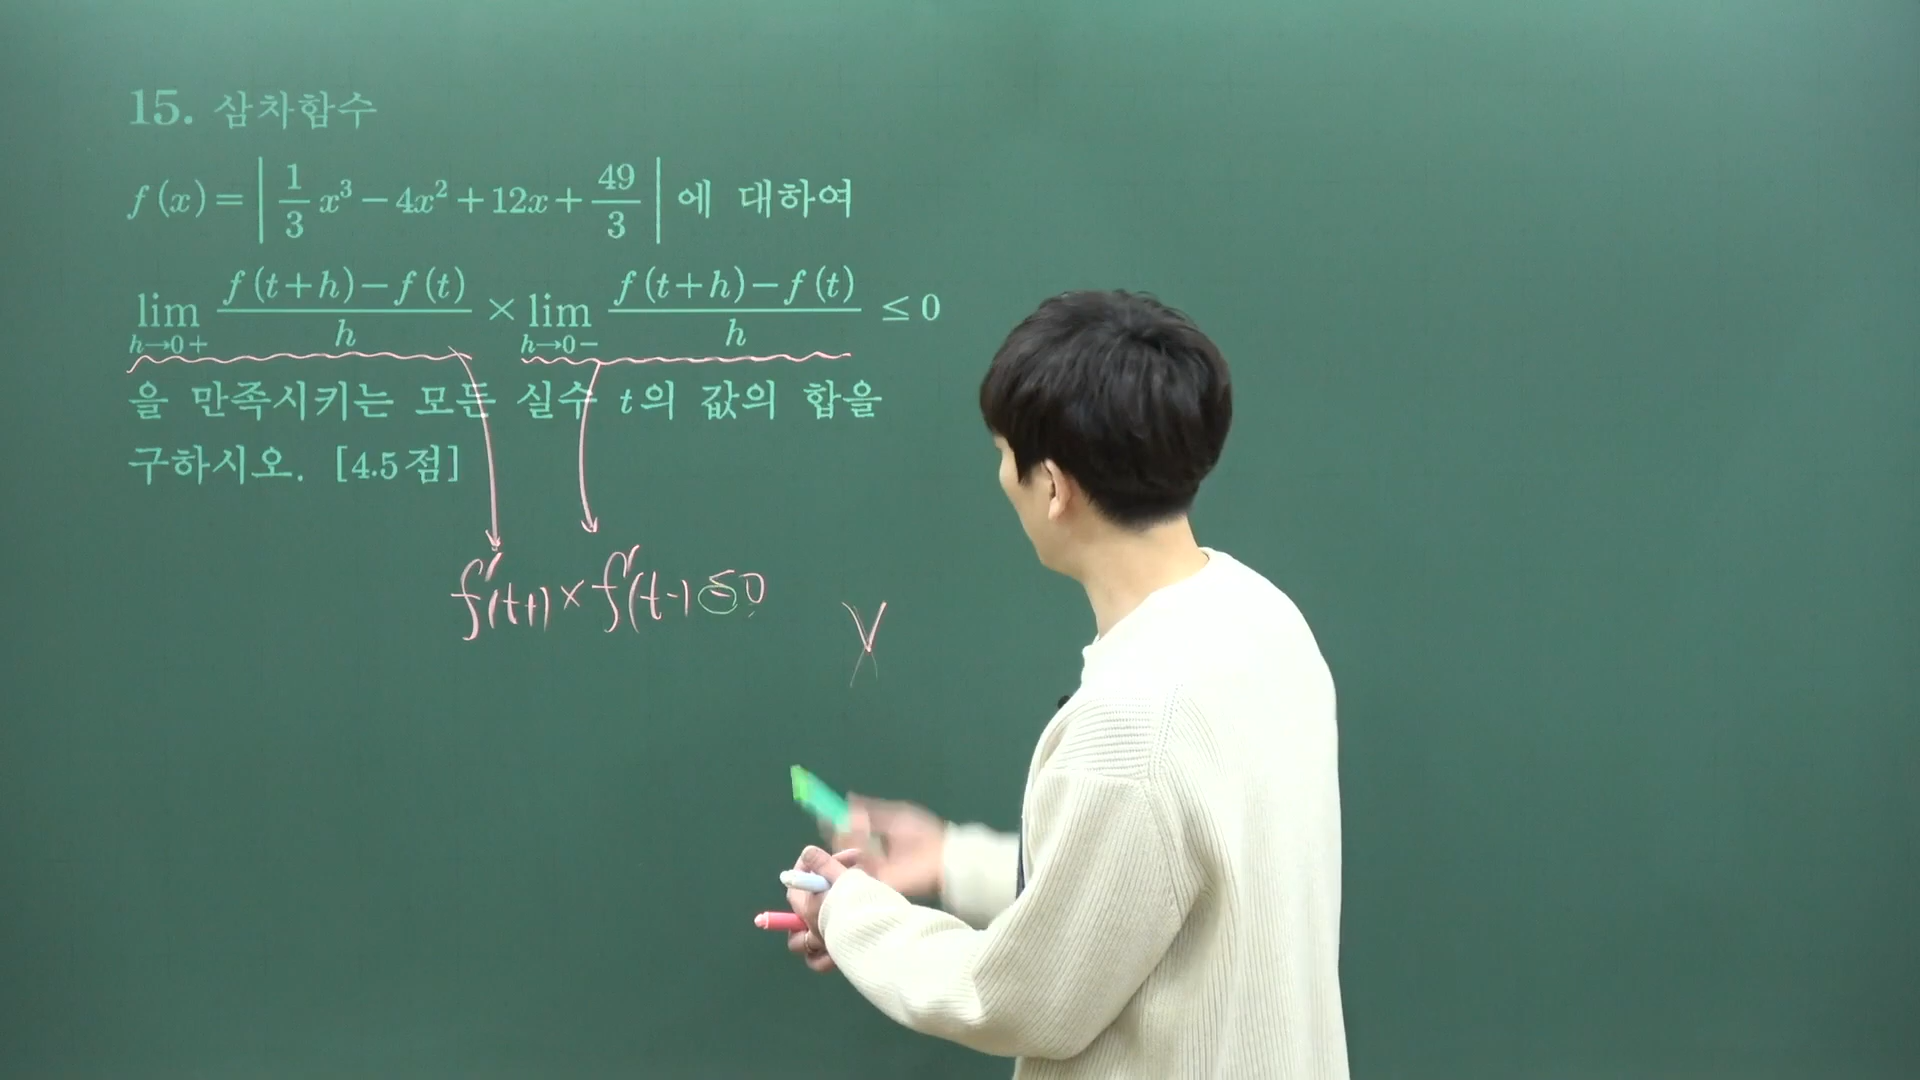 15. 삼차함수
f(x)=|1/3 x³-4x²+12x+49/3|에 대하여
lim h→0+ f(t+h)-f(t)/h × lim h→0- f(t+h)-f(t)/h ≤0
을 만족시키는 모든 실수 t의 값의 합을
구하시오. [4.5점]
f'(t+)×f'(t-)≤0